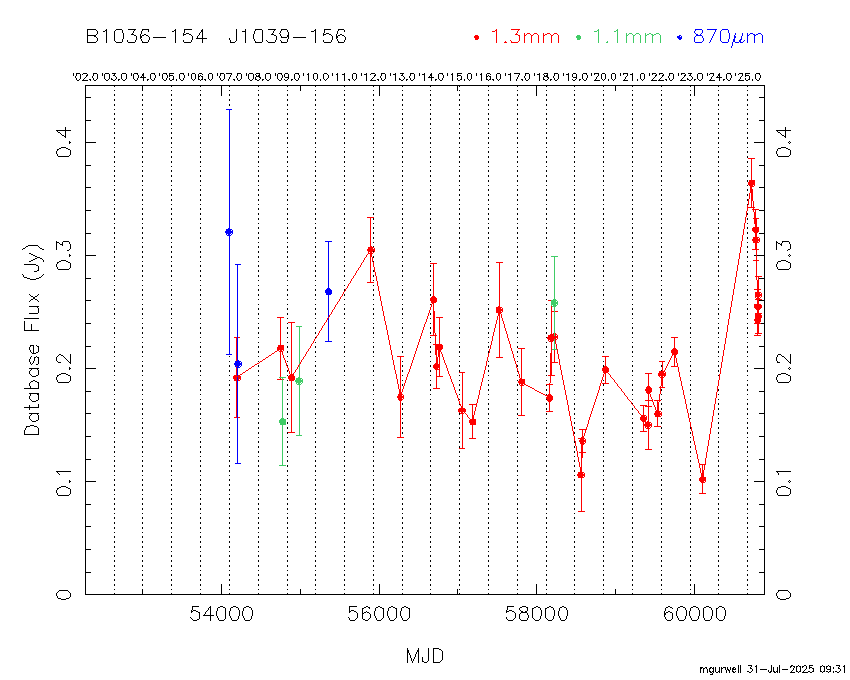 B1036-154 J1039-156 1.3mm 1.1mm 870μm
'02.0 '03.0 '04.0 '05.0 '06.0 '07.0 '08.0 '09.0 '10.0 '11.0 '12.0 '13.0 '14.0 '15.0 '16.0 '17.0 '18.0 '19.0 '20.0 '21.0 '22.0 '23.0 '24.0 '25.0
0.4 0.4
0.3 0.3
Database Flux (Jy)
0.2 0.2
0.1 0.1
0 0
54000 56000 58000 60000
MJD
mgurwell 31-Jul-2025 09:31